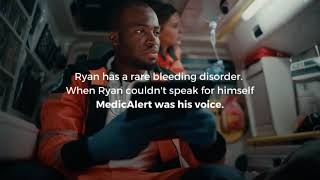 Ryan has a rare bleeding disorder.
When Ryan couldn't speak for himself
MedicAlert was his voice.